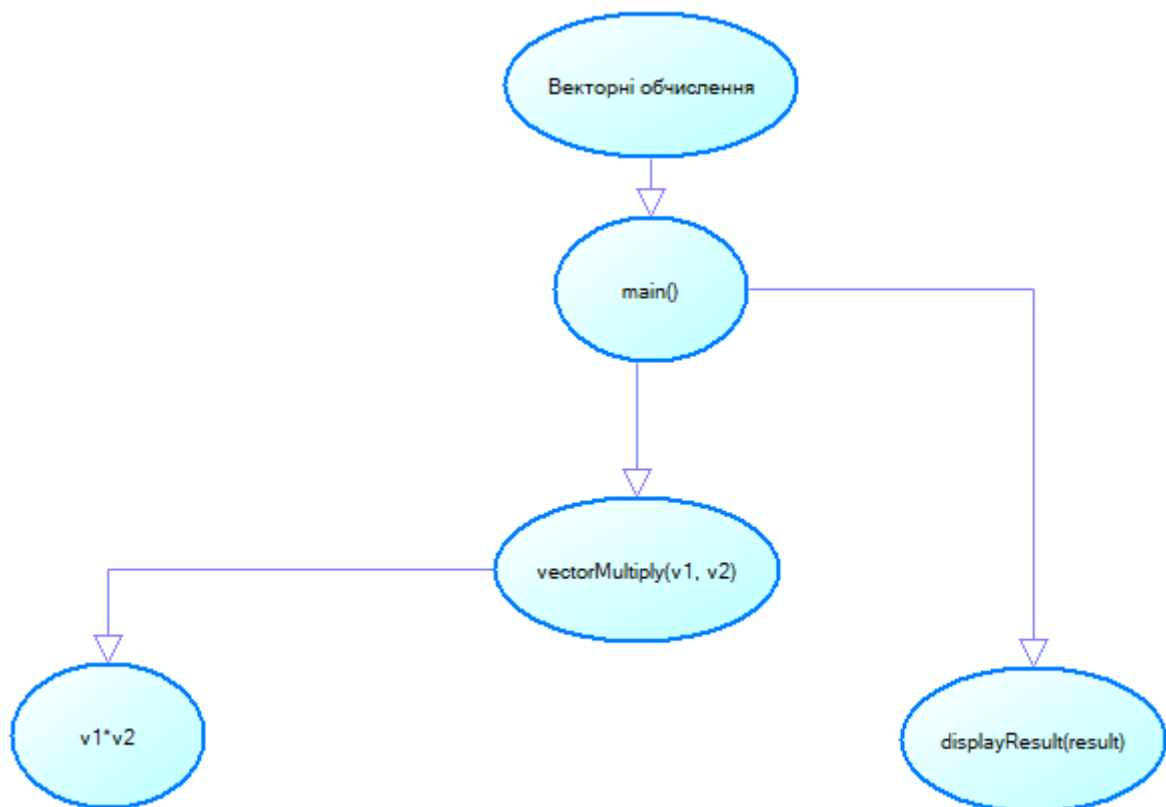 Векторні обчислення
main()
vectorMultiply(v1, v2)
v1*v2
displayResult(result)